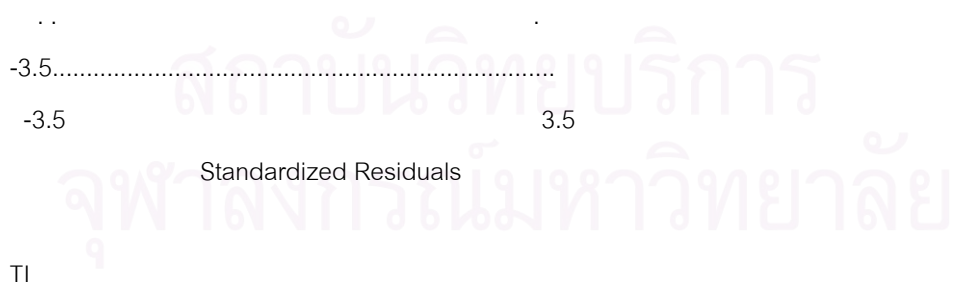 . . .
-3.5..........................................................................
-3.5 3.5
สถาบันวิทยบริการ
Standardized Residuals
จุฬาลงกรณ์มหาวิทยาลัย
TI